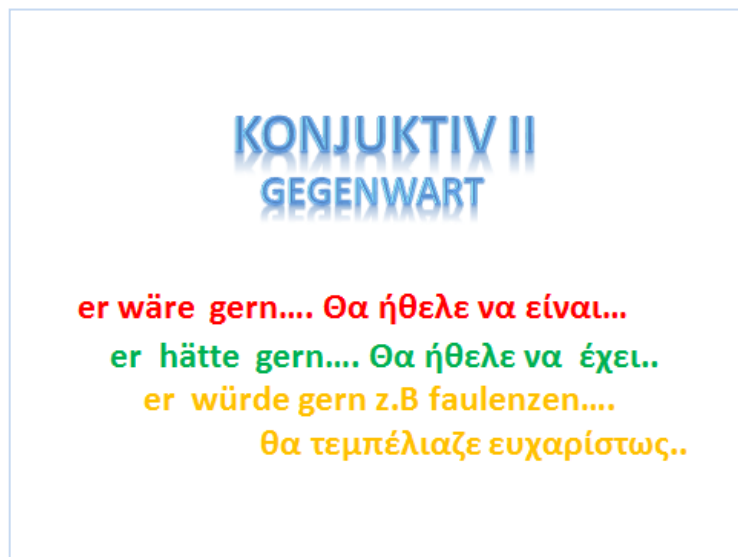 KONJUKTIV II
GEGENWART
er wäre gern.... Θα ήθελε να είναι...
er hätte gern.... Θα ήθελε να έχει..
er würde gern z.B faulenzen....
θα τεμπέλιαζε ευχαρίστως..